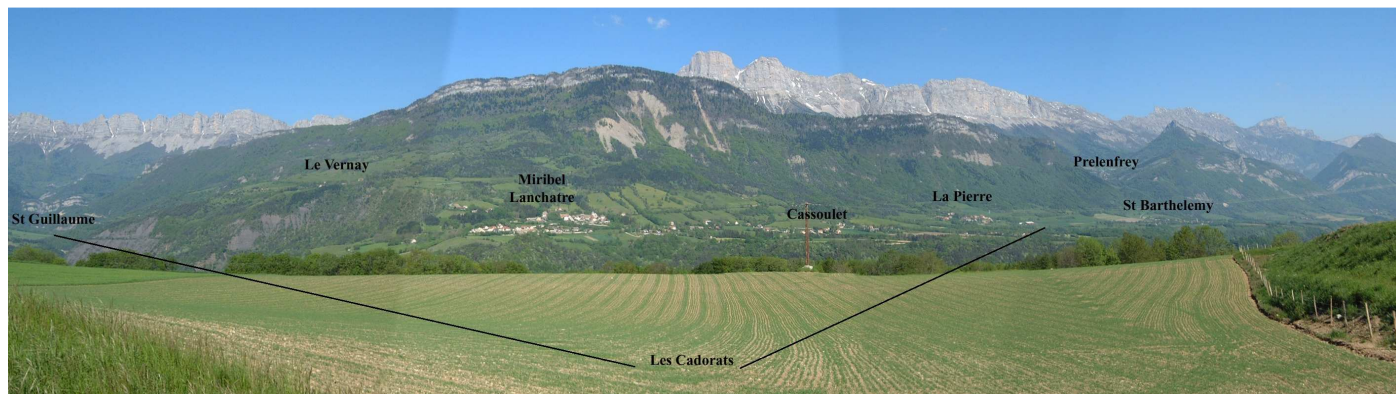 Le Vernay
Miribel
Lanchatre
Prelenfrey
St Guillaume
Cassoulet
La Pierre
St Barthelemy
Les Cadorats